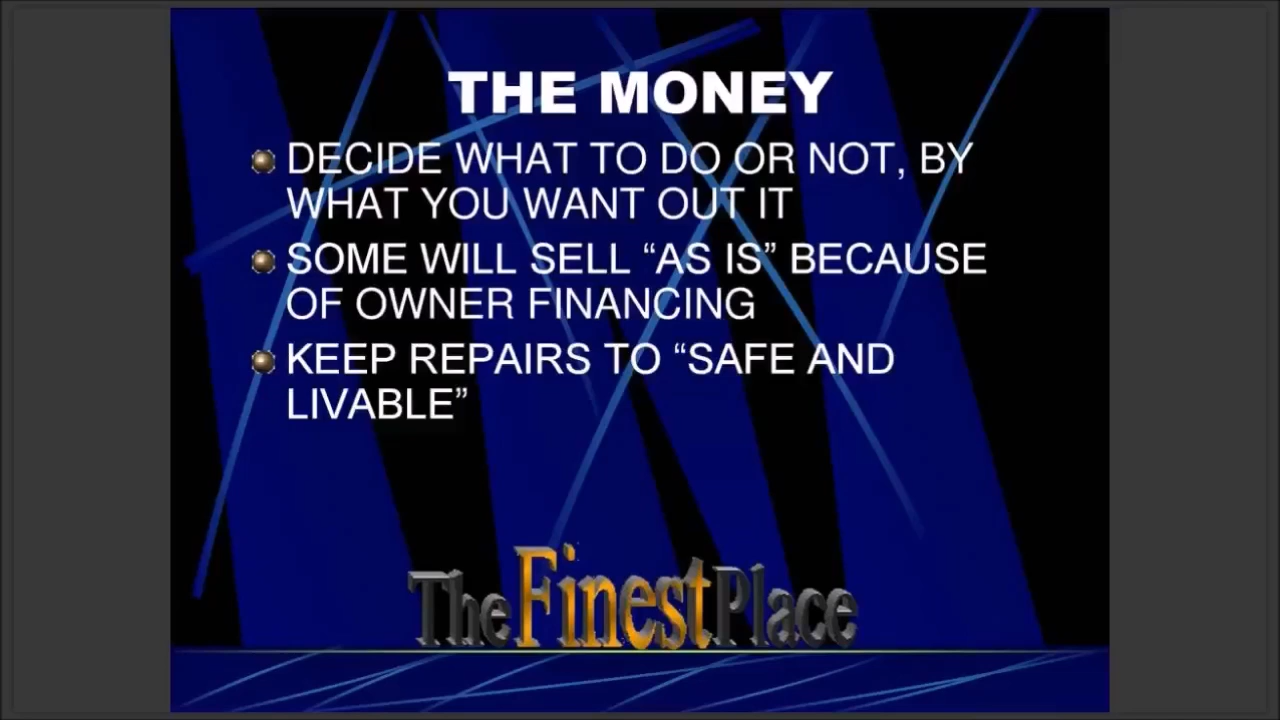 THE MONEY
DECIDE WHAT TO DO OR NOT, BY
WHAT YOU WANT OUT IT
SOME WILL SELL “AS IS” BECAUSE
OF OWNER FINANCING
KEEP REPAIRS TO “SAFE AND
LIVABLE”
TheFinestPlace